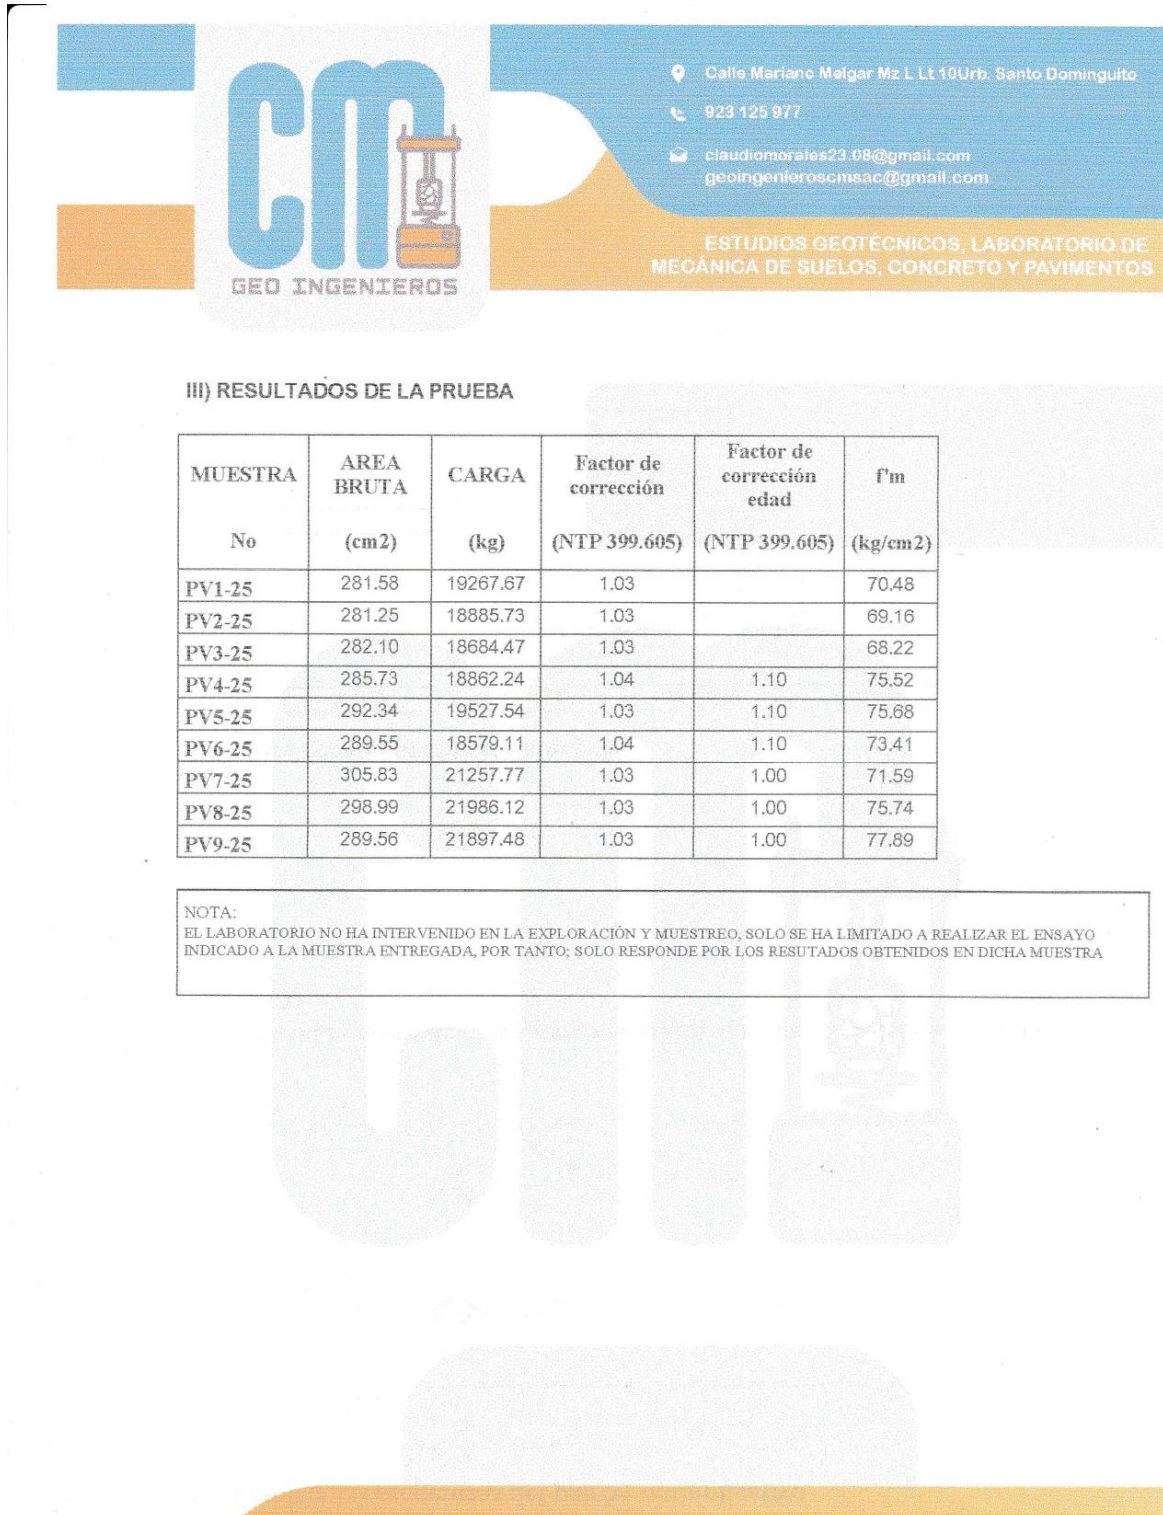 Calle Mariano Melgar Mz L Lt 10Urb. Santo Dominguito
923 125 977
claudiomorales23.08@gmail.com
geoingenieroscmsac@gmail.com
ESTUDIOS GEOTÉCNICOS, LABORATORIO DE
MECÁNICA DE SUELOS, CONCRETO Y PAVIMENTOS
cm
GEO INGENIEROS
III) RESULTADOS DE LA PRUEBA
MUESTRA AREA BRUTA CARGA Factor de corrección Factor de corrección edad f'm
No (cm2) (kg) (NTP 399.605) (NTP 399.605) (kg/cm2)
PV1-25 281.58 19267.67 1.03 70.48
PV2-25 281.25 18885.73 1.03 69.16
PV3-25 282.10 18684.47 1.03 68.22
PV4-25 285.73 18862.24 1.04 1.10 75.52
PV5-25 292.34 19527.54 1.03 1.10 75.68
PV6-25 289.55 18579.11 1.04 1.10 73.41
PV7-25 305.83 21257.77 1.03 1.00 71.59
PV8-25 298.99 21986.12 1.03 1.00 75.74
PV9-25 289.56 21897.48 1.03 1.00 77.89
NOTA:
EL LABORATORIO NO HA INTERVENIDO EN LA EXPLORACIÓN Y MUESTREO, SOLO SE HA LIMITADO A REALIZAR EL ENSAYO
INDICADO A LA MUESTRA ENTREGADA, POR TANTO; SOLO RESPONDE POR LOS RESUTADOS OBTENIDOS EN DICHA MUESTRA